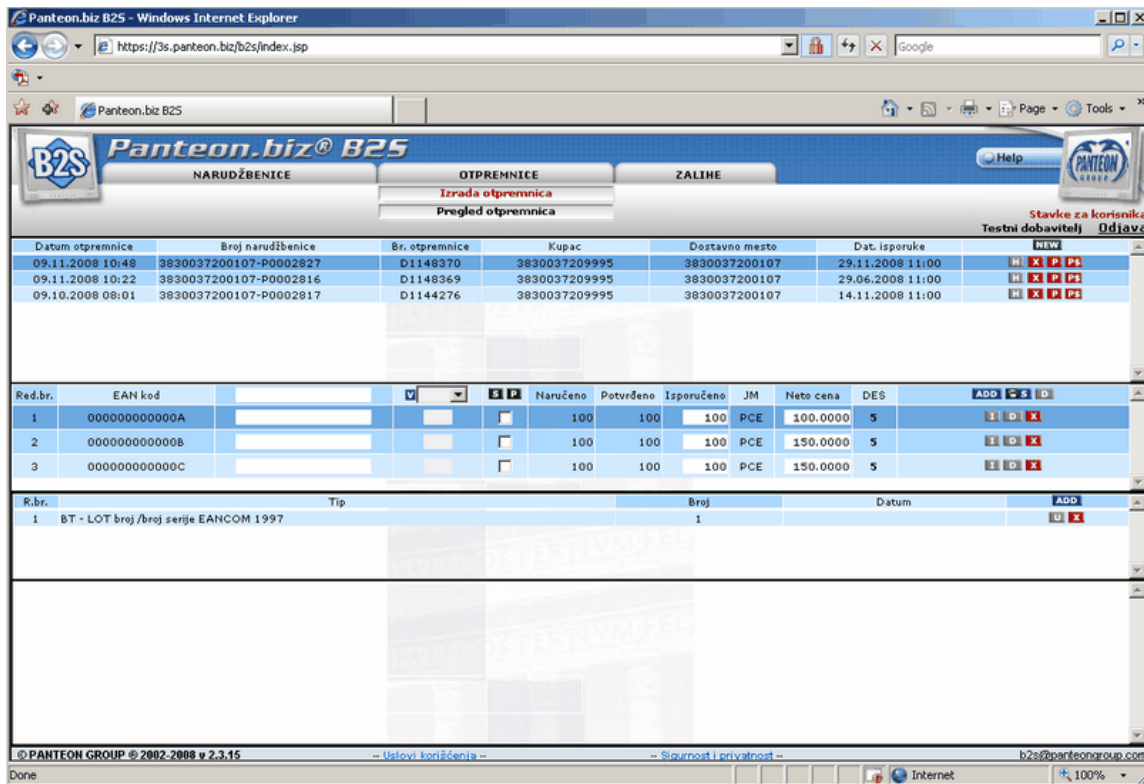 Panteon.biz B2S - Windows Internet Explorer
https://3s.panteon.biz/b2s/index.jsp
Google
Panteon.biz B2S
Page Tools
B2S Panteon.biz® B2S
Help
PANTEON GROUP
NARUDŽBENICE OTPREMNICE ZALIHE
Izrada otpremnica
Pregled otpremnica
Stavke za korisnika
Testni dobavitelj Odjava
Datum otpremnice Broj narudžbenice Br. otpremnice Kupac Dostavno mesto Dat. isporuke NEW
09.11.2008 10:48 3830037200107-P0002827 D1148370 3830037209995 3830037200107 29.11.2008 11:00 H X P PS
09.11.2008 10:22 3830037200107-P0002816 D1148369 3830037209995 3830037200107 29.06.2008 11:00 H X P PS
09.10.2008 08:01 3830037200107-P0002817 D1144276 3830037209995 3830037200107 14.11.2008 11:00 H X P PS
Red.br. EAN kod V S P Naručeno Potvrđeno Isporučeno JM Neto cena DES ADD S D
1 000000000000A 100 100 100 PCE 100.0000 5 I D X
2 000000000000B 100 100 100 PCE 150.0000 5 I D X
3 000000000000C 100 100 100 PCE 150.0000 5 I D X
R.br. Tip Broj Datum ADD
1 BT - LOT broj /broj serije EANCOM 1997 1 U X
© PANTEON GROUP ® 2002-2008 v 2.3.15 -- Uslovi korišćenja -- -- Sigurnost i privatnost -- b2s@panteongroup.com
Done Internet 100%